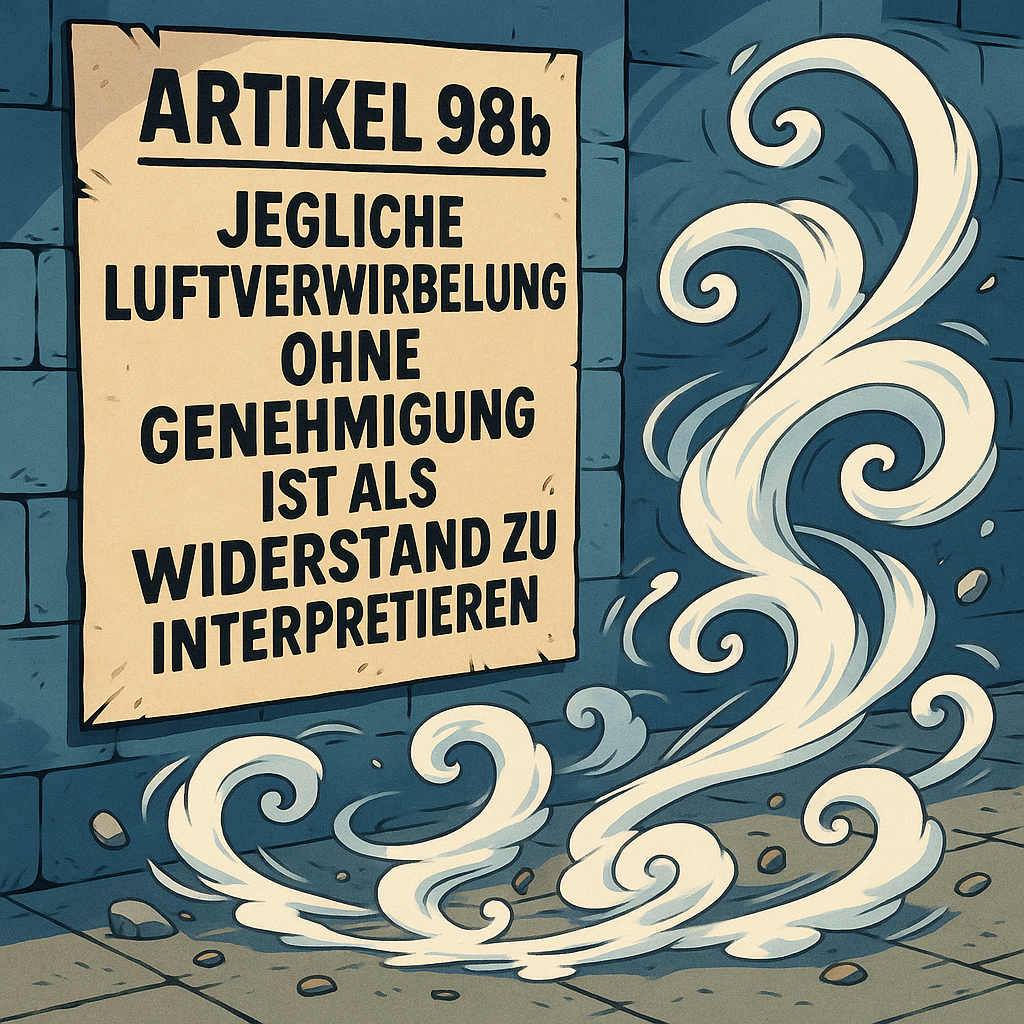 ARTIKEL 98b
JEGLICHE
LUFTVERWIRBELUNG
OHNE
GENEHMIGUNG
IST ALS
WIDERSTAND ZU
INTERPRETIEREN